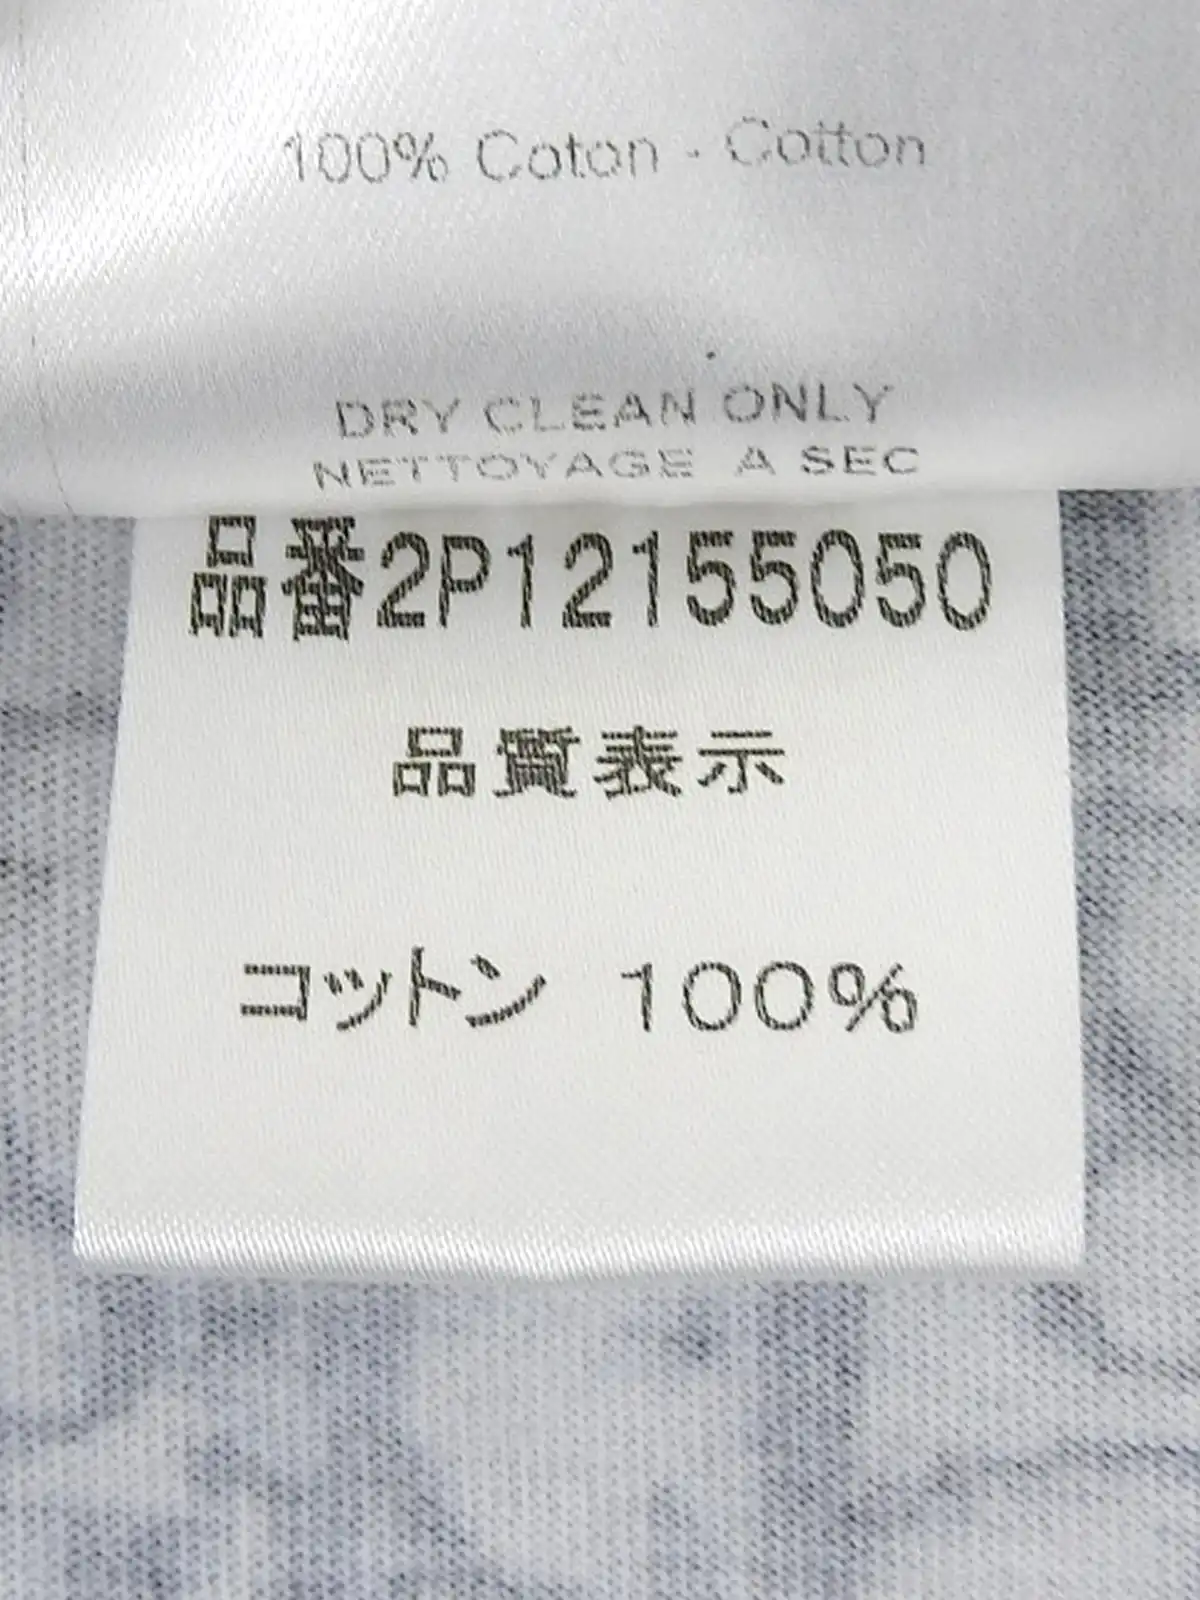 100% Coton - Cotton
DRY CLEAN ONLY
NETTOYAGE A SEC
品番2P12155050
品質表示
コットン 100%